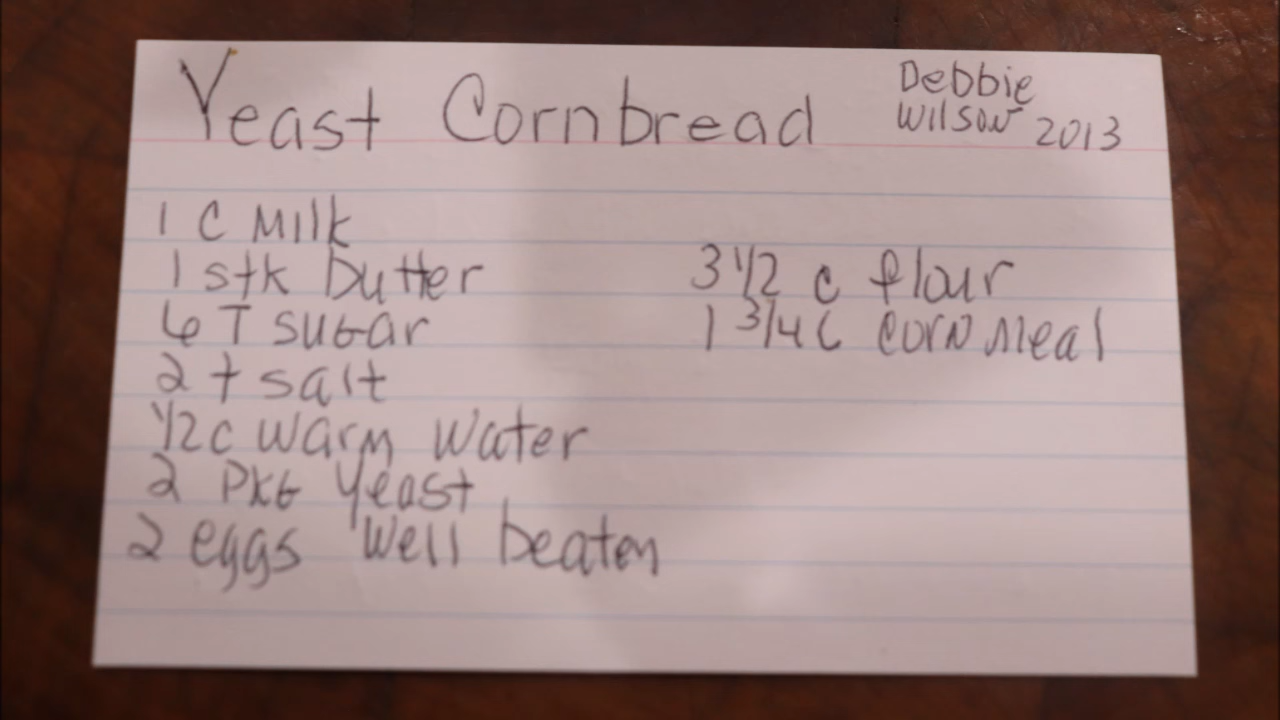 Yeast Cornbread
Debbie
Wilson 2013
1 C Milk
1 stk butter
6 T sugar
2 t salt
1/2 c warm water
2 pkg yeast
2 eggs well beaten
3 1/2 c flour
1 3/4 c corn meal